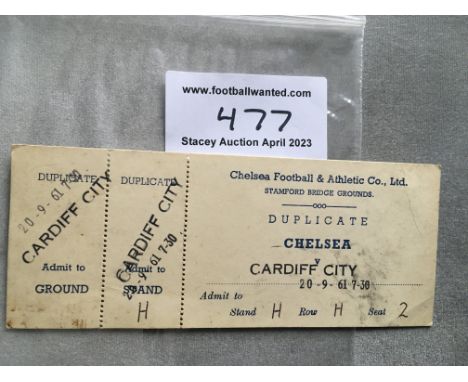 www.footballwanted.com
477
Stacey Auction April 2023
DUPLICATE
20-9-61 7-30
CARDIFF CITY
Admit to
GROUND
DUPLICATE
CARDIFF CITY
20-9-61 7-30
Admit to
STAND
H
Chelsea Football & Athletic Co., Ltd.
STAMFORD BRIDGE GROUNDS.
DUPLICATE
CHELSEA
v
CARDIFF CITY
20-9-61 7-30
Admit to
Stand H Row H Seat 2